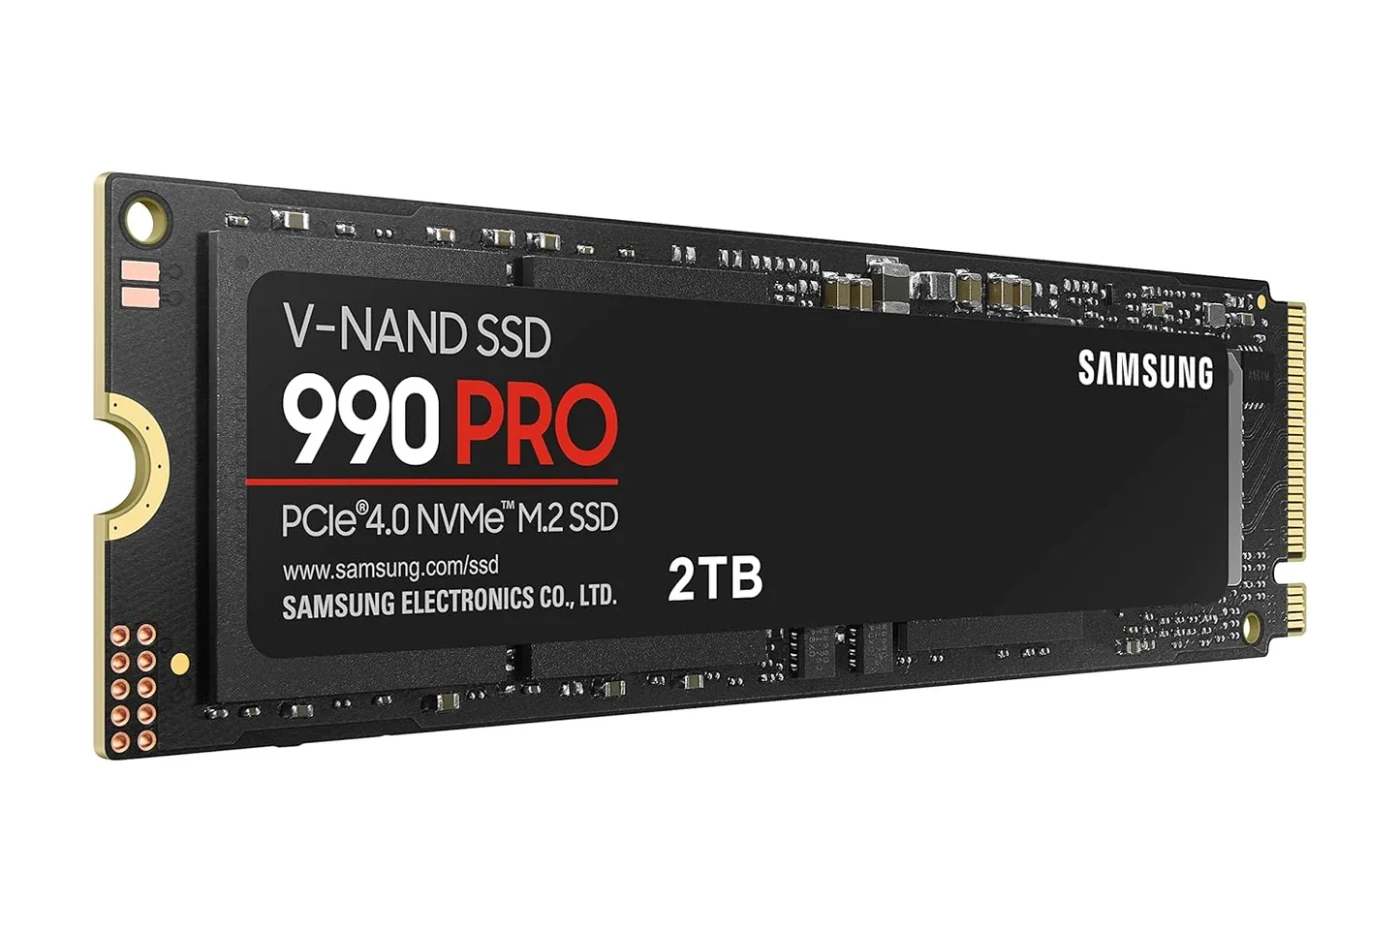 V-NAND SSD
990 PRO
PCIe®4.0 NVMe™ M.2 SSD
www.samsung.com/ssd
SAMSUNG ELECTRONICS CO., LTD.
2TB
SAMSUNG